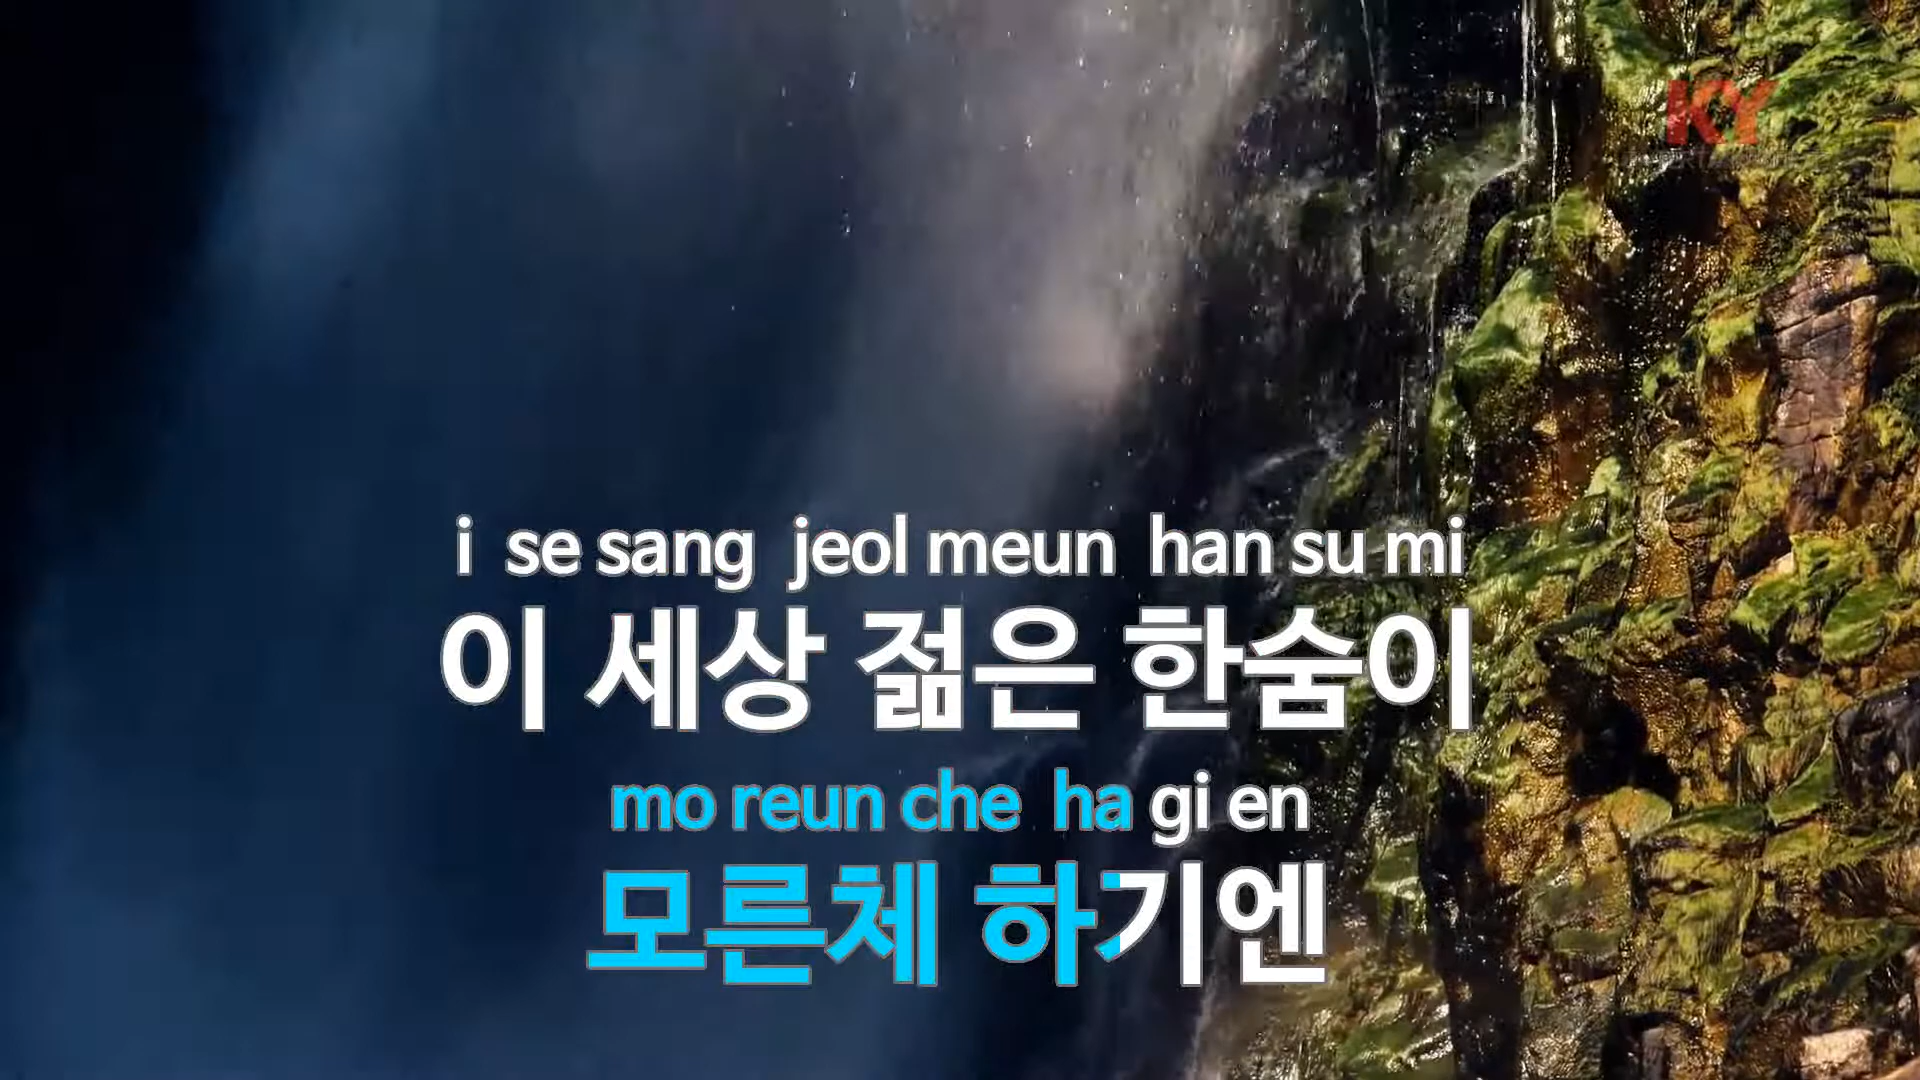 KY
i se sang jeol meun han su mi
이 세상 젊은 한숨이
mo reun che ha gi en
모른체 하기엔